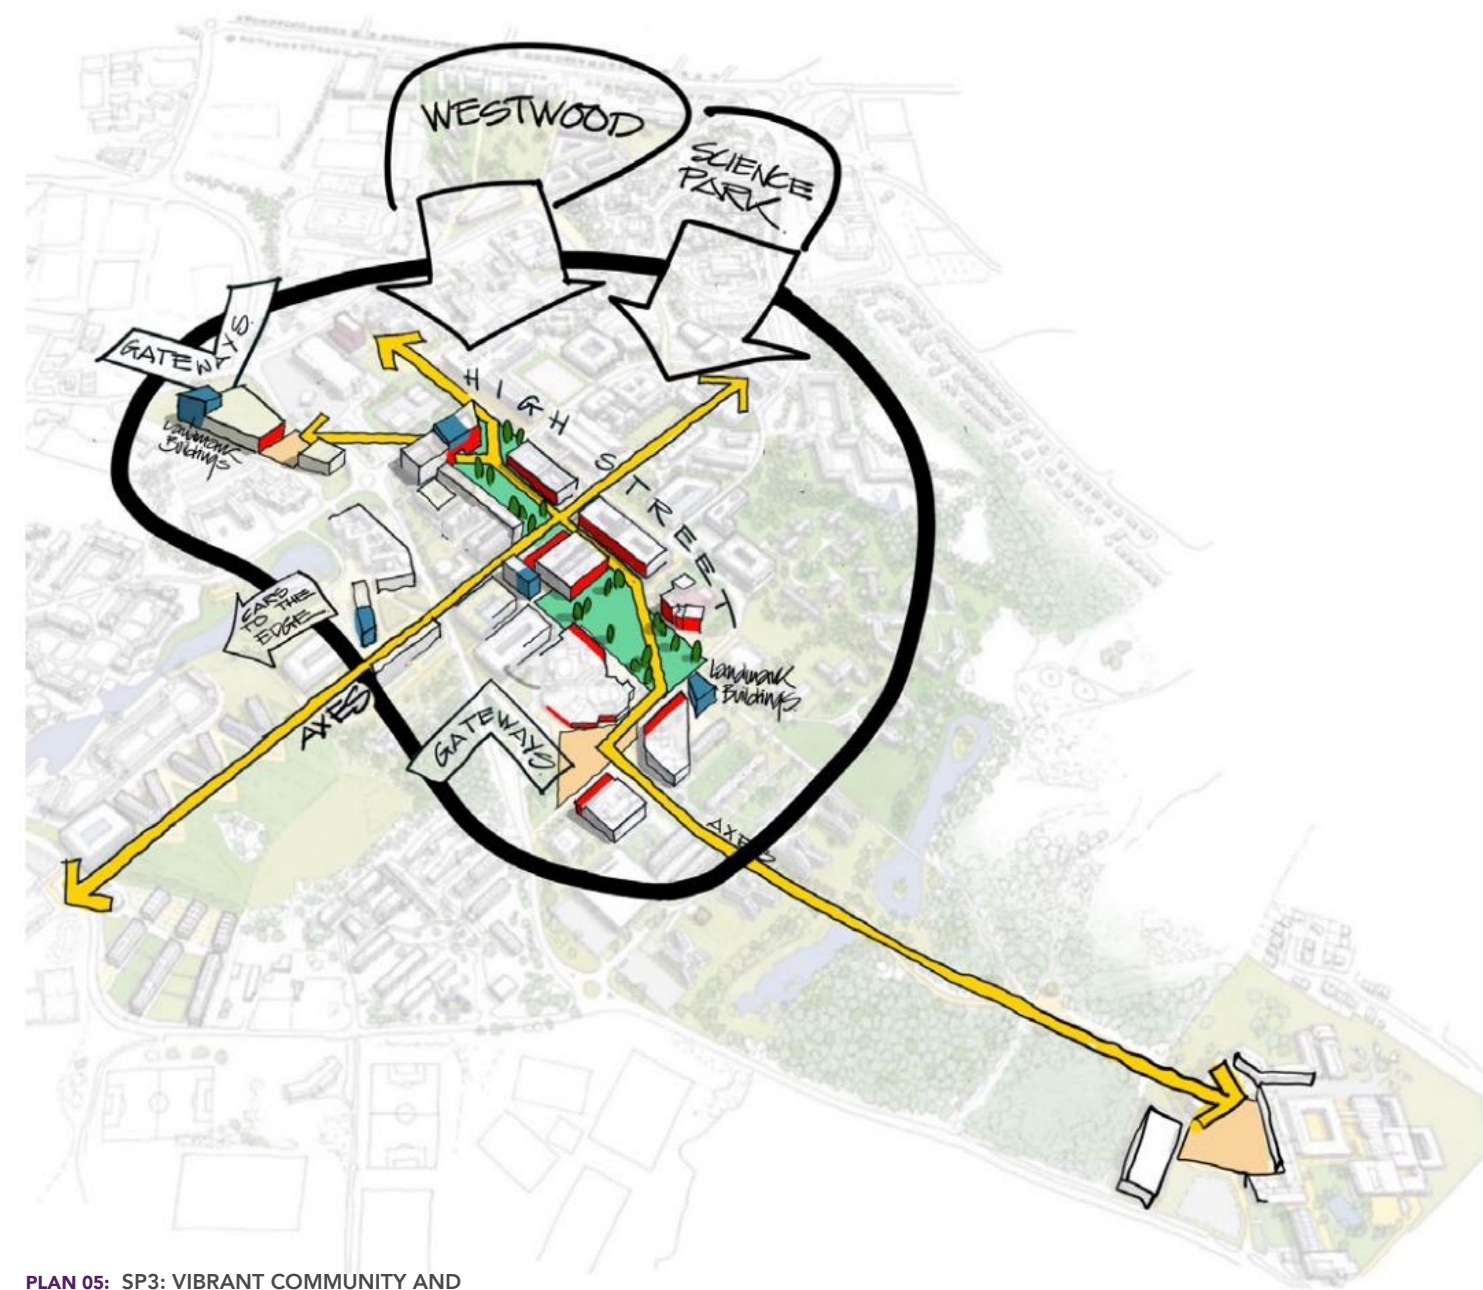 WESTWOOD
SCIENCE
PARK.
GATEWAYS.
HIGH STREET
Landmark
Buildings
CARS
TO THE
EDGE
AXES
Landmark
Buildings.
GATEWAYS.
AXES
PLAN 05: SP3: VIBRANT COMMUNITY AND